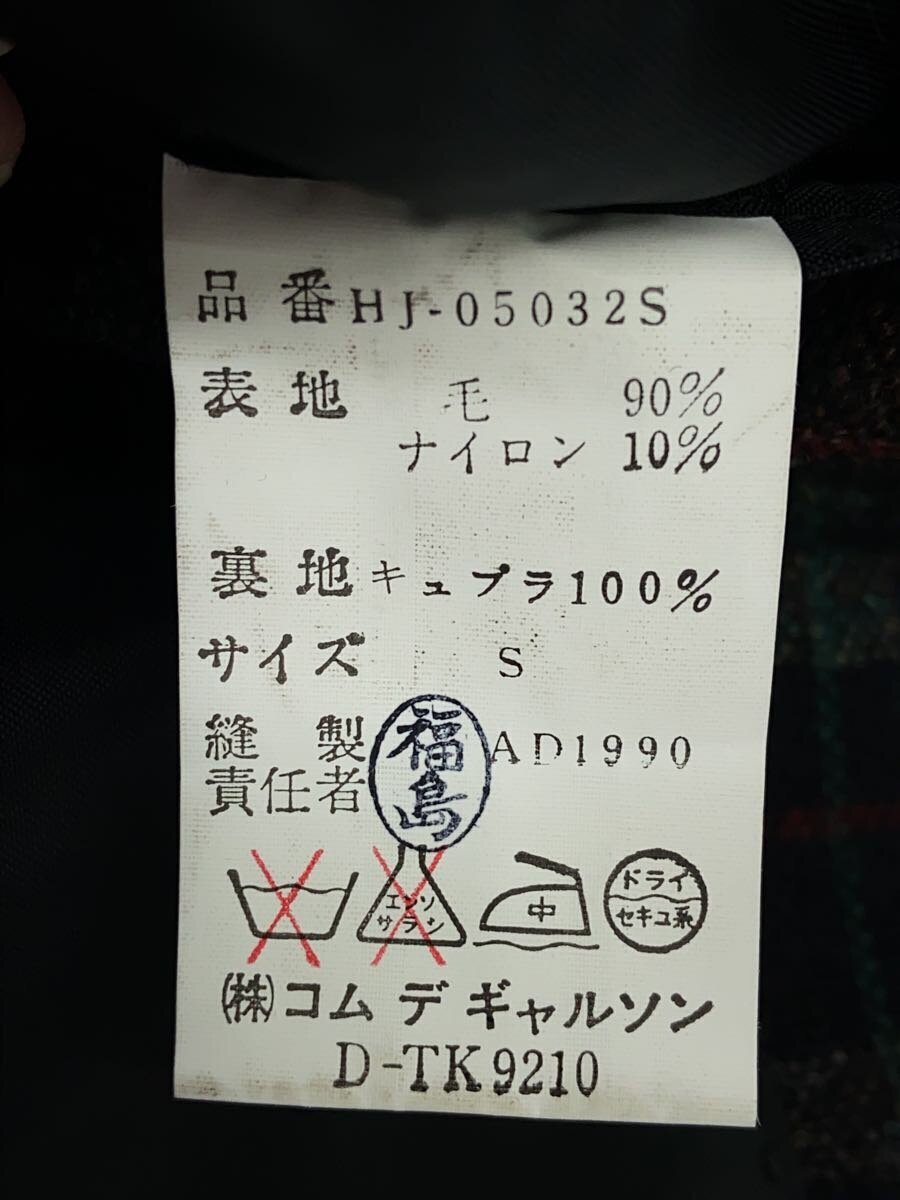 品番 HJ-05032S
表地 毛 90%
ナイロン 10%
裏地 キュプラ100%
サイズ S
縫製 福島 AD1990
責任者
エンソ サラシ 中 ドライ セキユ系
㈱コム デ ギャルソン
D-TK9210